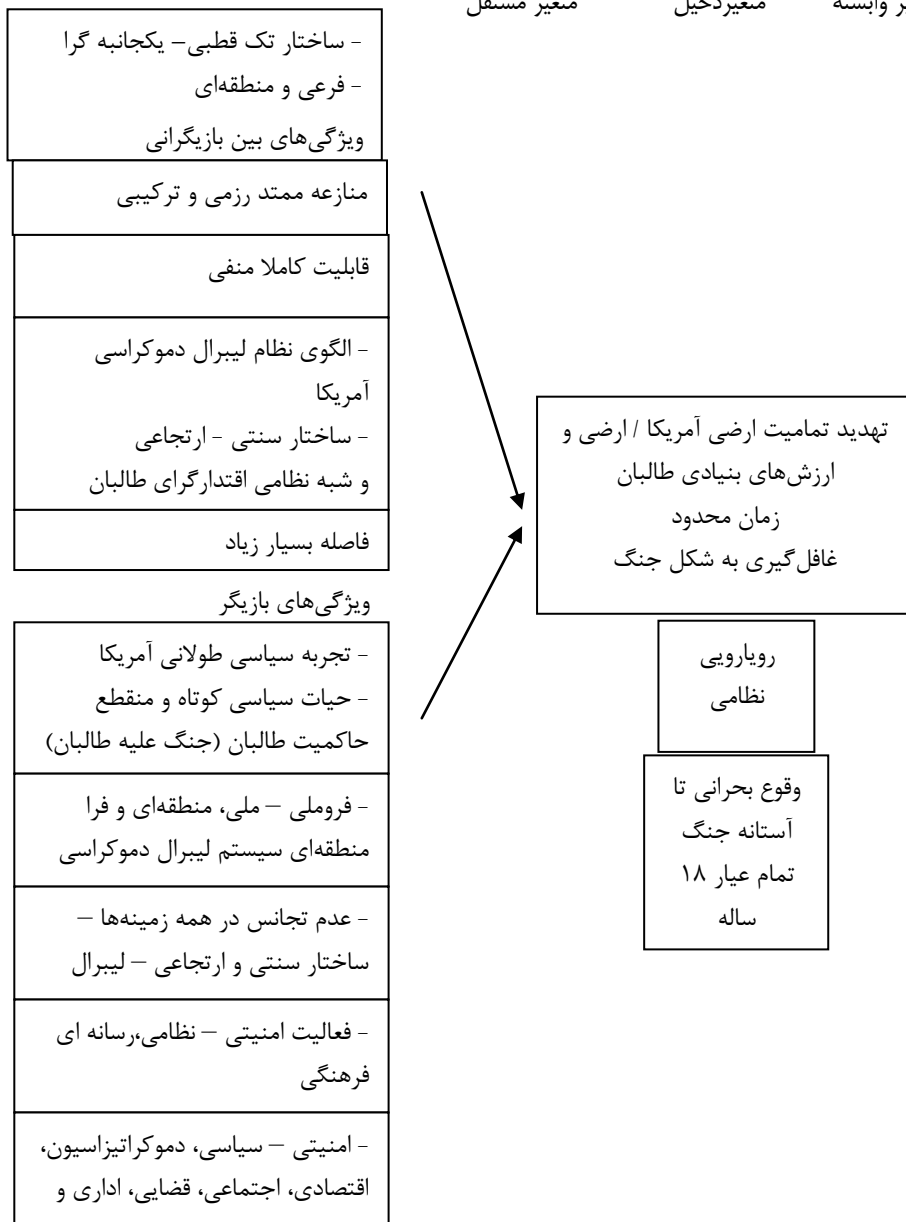 متغیر مستقل متغیردخیل ر وابسته
- ساختار تک قطبی– یکجانبه گرا
- فرعی و منطقه‌ای
ویژگی‌های بین بازیگرانی
منازعه ممتد رزمی و ترکیبی
قابلیت کاملا منفی
- الگوی نظام لیبرال دموکراسی
آمریکا
- ساختار سنتی - ارتجاعی
و شبه نظامی اقتدارگرای طالبان
فاصله بسیار زیاد
ویژگی‌های بازیگر
- تجربه سیاسی طولانی آمریکا
- حیات سیاسی کوتاه و منقطع
حاکمیت طالبان (جنگ علیه طالبان)
- فروملی – ملی، منطقه‌ای و فرا
منطقه‌ای سیستم لیبرال دموکراسی
- عدم تجانس در همه زمینه‌ها –
ساختار سنتی و ارتجاعی – لیبرال
- فعالیت امنیتی – نظامی،رسانه ای
فرهنگی
- امنیتی – سیاسی، دموکراتیزاسیون،
اقتصادی، اجتماعی، قضایی، اداری و
تهدید تمامیت ارضی آمریکا / ارضی و
ارزش‌های بنیادی طالبان
زمان محدود
غافل‌گیری به شکل جنگ
رویارویی
نظامی
وقوع بحرانی تا
آستانه جنگ
تمام عیار ۱۸
ساله